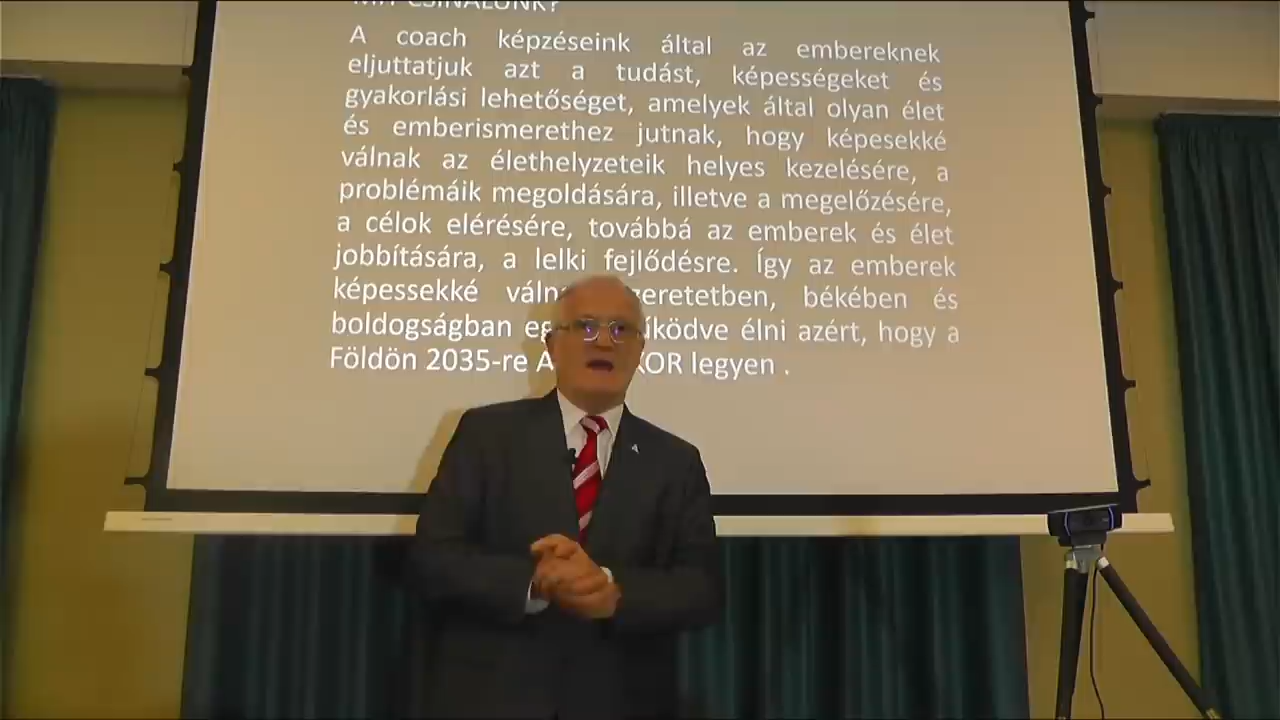 MIT CSINÁLUNK?
A coach képzéseink által az embereknek
eljuttatjuk azt a tudást, képességeket és
gyakorlási lehetőséget, amelyek által olyan élet
és emberismerethez jutnak, hogy képesekké
válnak az élethelyzeteik helyes kezelésére, a
problémáik megoldására, illetve a megelőzésére,
a célok elérésére, továbbá az emberek és élet
jobbítására, a lelki fejlődésre. Így az emberek
képessekké békében és
boldogságban élni azért, hogy a
Földön 2035-re legyen .